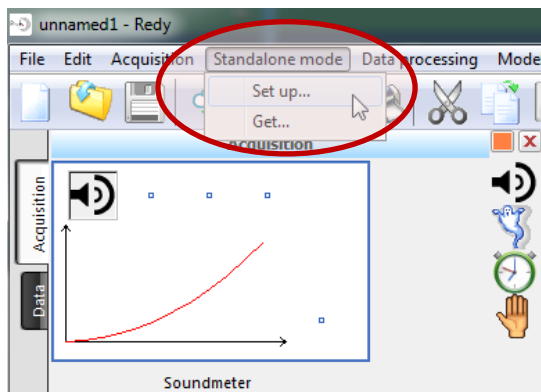 unnamed1 - Redy
File Edit Acquisition Standalone mode Data processing Mode
Set up...
Get...
Acquisition
Acquisition
Data
Soundmeter